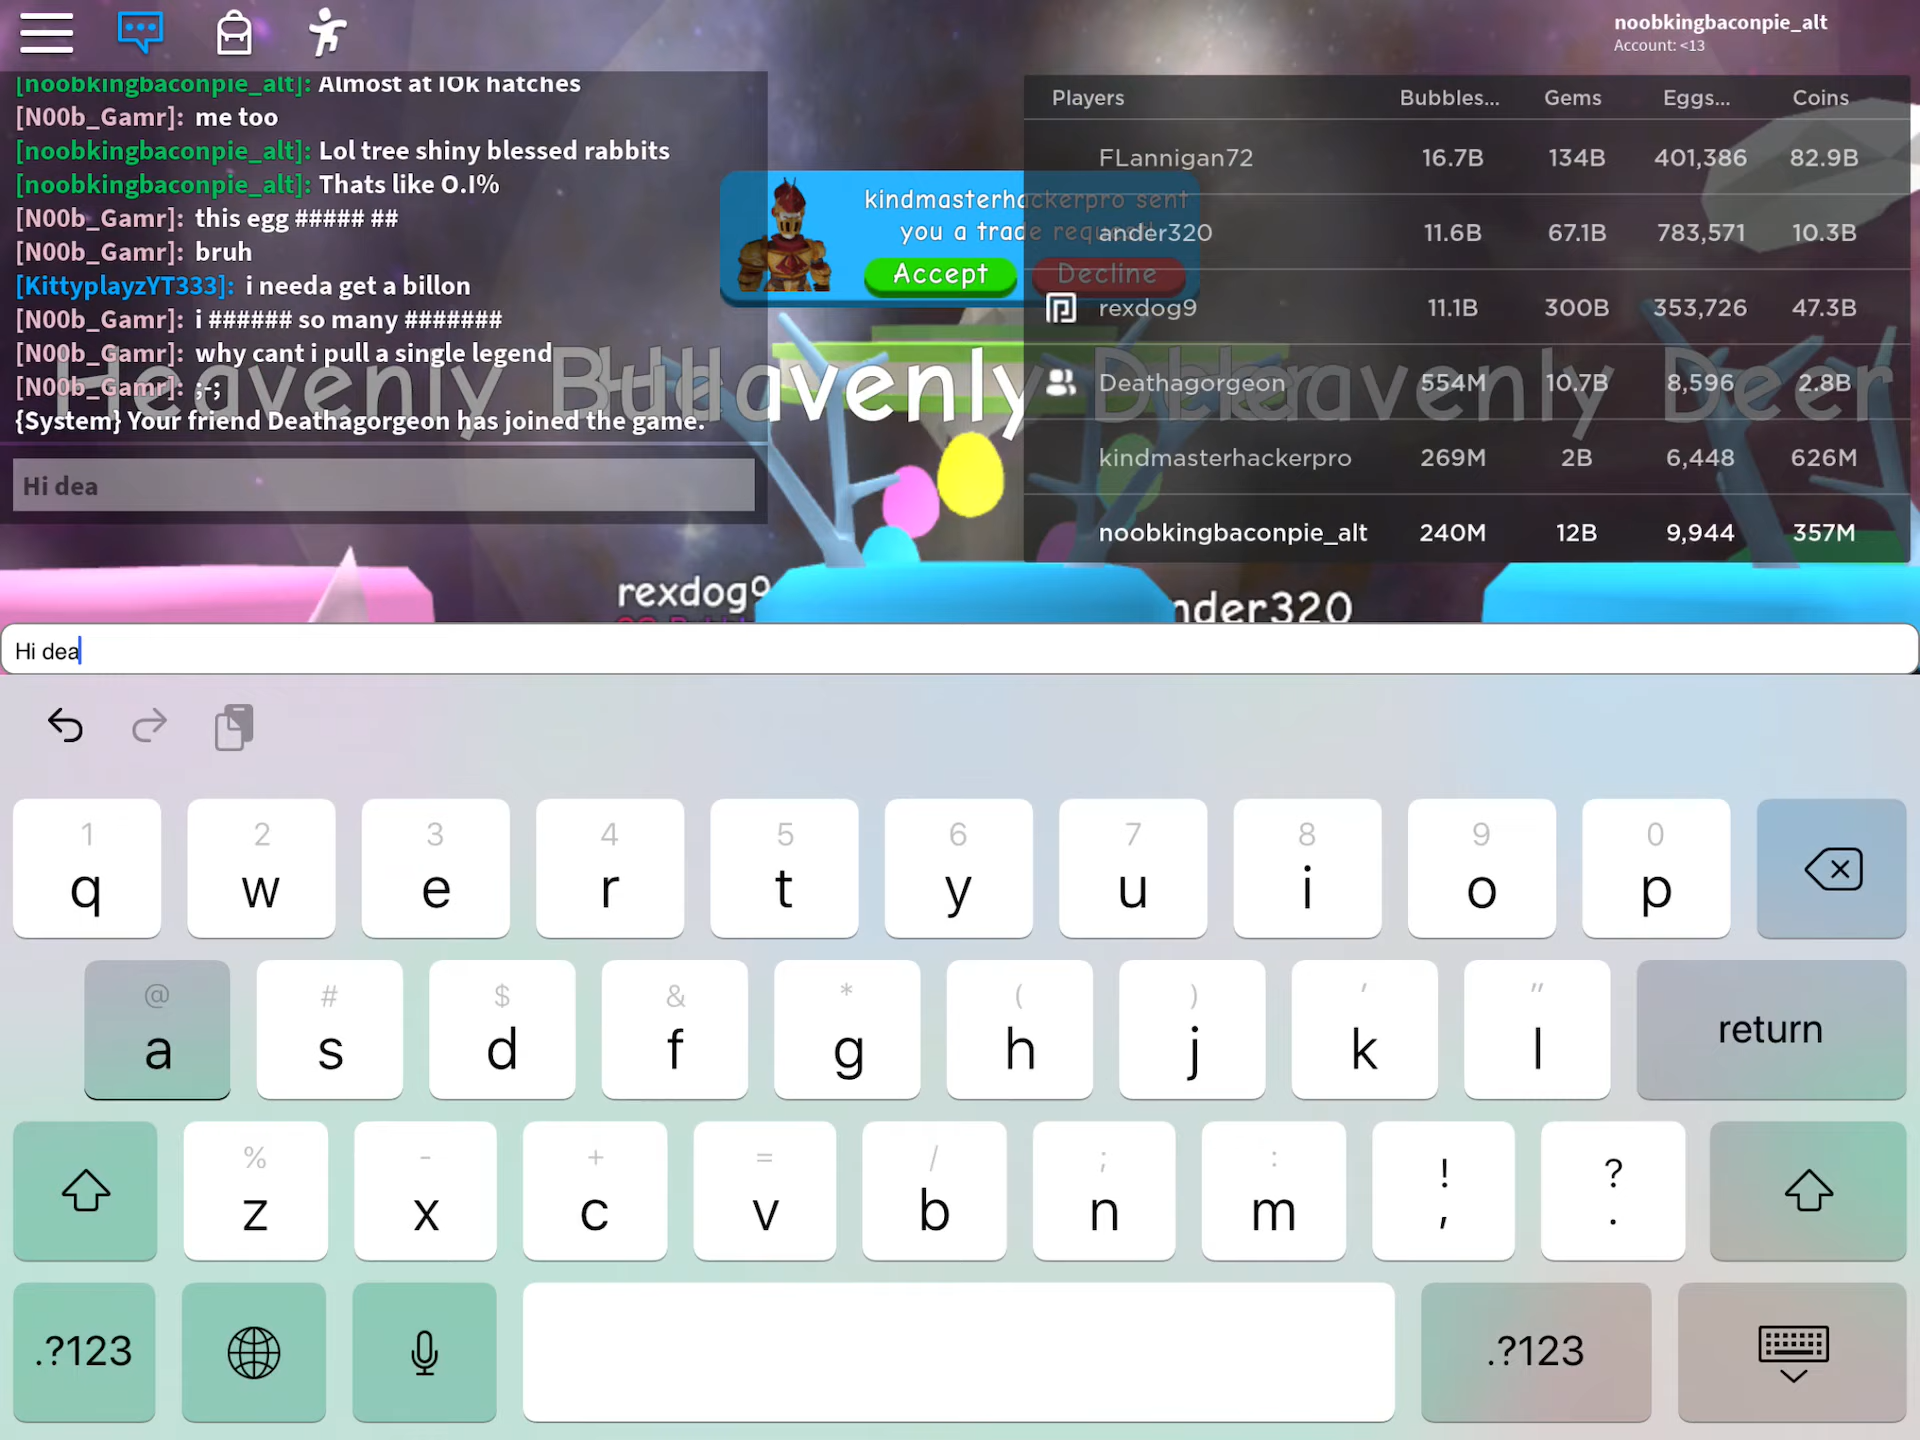 noobkingbaconpie_alt
Account: <13
[noobkingbaconpie_alt]: Almost at IOk hatches
[N00b_Gamr]: me too
[noobkingbaconpie_alt]: Lol tree shiny blessed rabbits
[noobkingbaconpie_alt]: Thats like O.I%
[N00b_Gamr]: this egg ##### ##
[N00b_Gamr]: bruh
[KittyplayzYT333]: i needa get a billon
[N00b_Gamr]: i ###### so many #######
[N00b_Gamr]: why cant i pull a single legend
[N00b_Gamr]: ;-;
{System} Your friend Deathagorgeon has joined the game.
Hi dea
kindmasterhackerpro sent
you a trade request!
Accept Decline
Players Bubbles... Gems Eggs... Coins
FLannigan72 16.7B 134B 401,386 82.9B
ander320 11.6B 67.1B 783,571 10.3B
rexdog9 11.1B 300B 353,726 47.3B
Deathagorgeon 554M 10.7B 8,596 2.8B
kindmasterhackerpro 269M 2B 6,448 626M
noobkingbaconpie_alt 240M 12B 9,944 357M
Heavenly avenly eavenly Deer
rexdog9 nder320
Hi dea
1 2 3 4 5 6 7 8 9 0
q w e r t y u i o p
@ # $ & * ( ) ' "
a s d f g h j k l return
% - + = / ; : ! ?
z x c v b n m , .
.?123 .?123